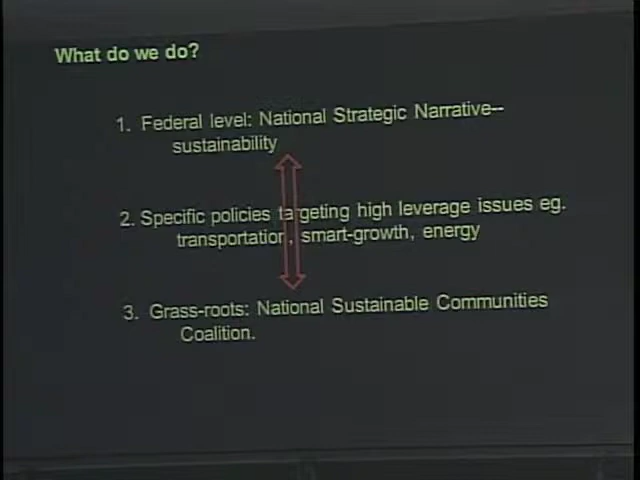 What do we do?
1. Federal level: National Strategic Narrative--
sustainability
2. Specific policies targeting high leverage issues eg.
transportation, smart-growth, energy
3. Grass-roots: National Sustainable Communities
Coalition.